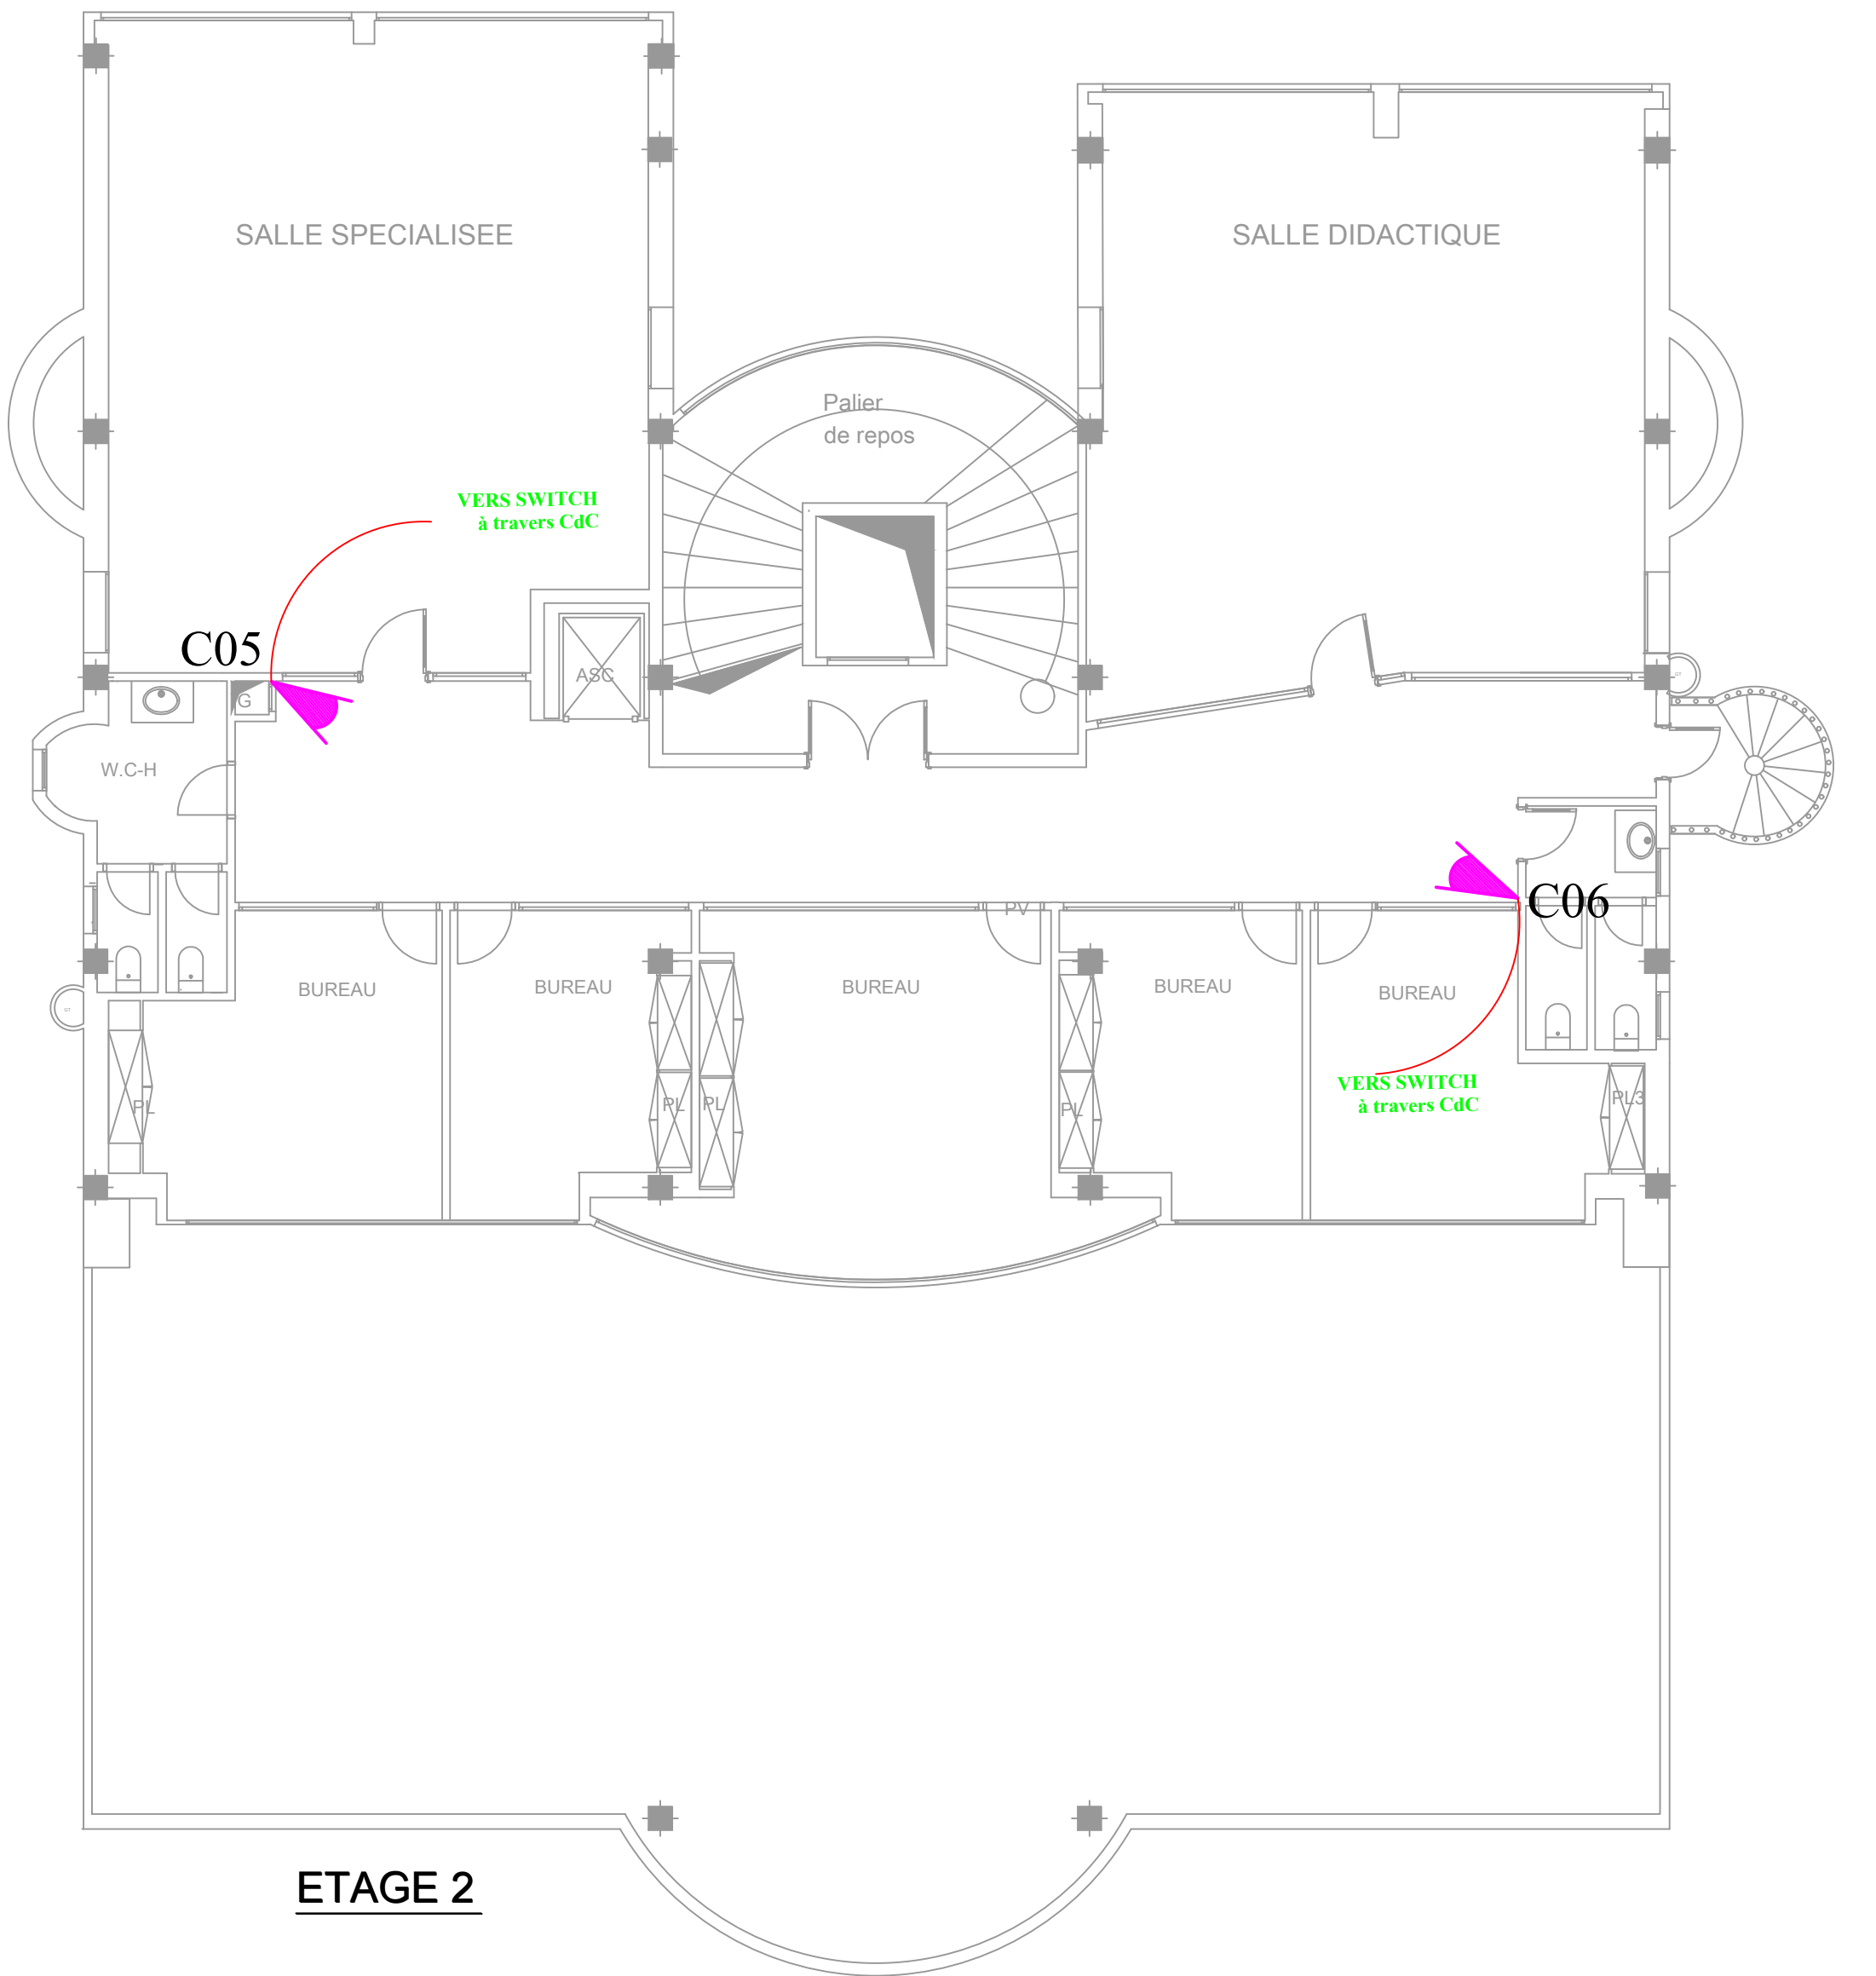 SALLE SPECIALISEE
SALLE DIDACTIQUE
Palier
de repos
VERS SWITCH
à travers CdC
C05
ASC
G
W.C-H
C06
PV
BUREAU
BUREAU
BUREAU
BUREAU
BUREAU
VERS SWITCH
à travers CdC
PL
PL
PL
PL
PL3
ETAGE 2